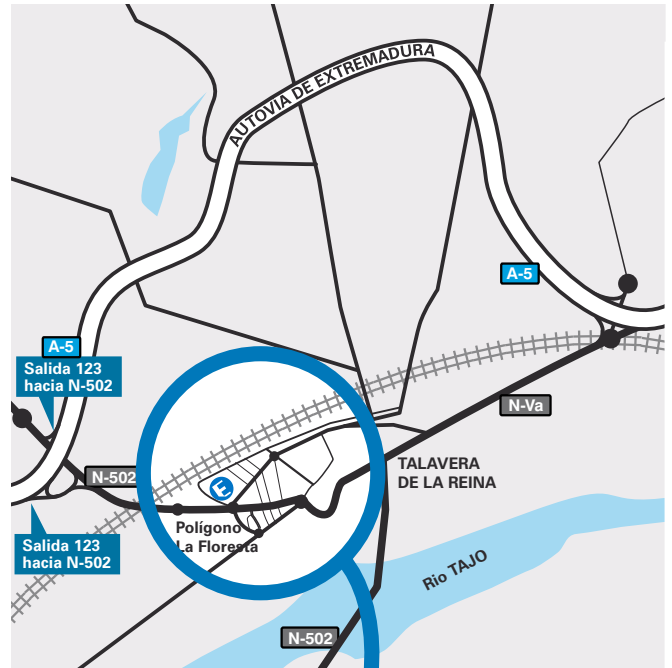 AUTOVIA DE EXTREMADURA
A-5
A-5
Salida 123
hacia N-502
N-Va
N-502
TALAVERA
DE LA REINA
Polígono
La Floresta
Salida 123
hacia N-502
Rio TAJO
N-502